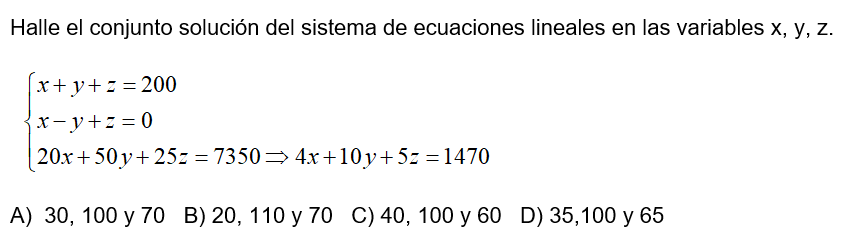 Halle el conjunto solución del sistema de ecuaciones lineales en las variables x, y, z.
x + y + z = 200
x − y + z = 0
20x + 50y + 25z = 7350 ⇒ 4x + 10y + 5z = 1470
A) 30, 100 y 70 B) 20, 110 y 70 C) 40, 100 y 60 D) 35,100 y 65